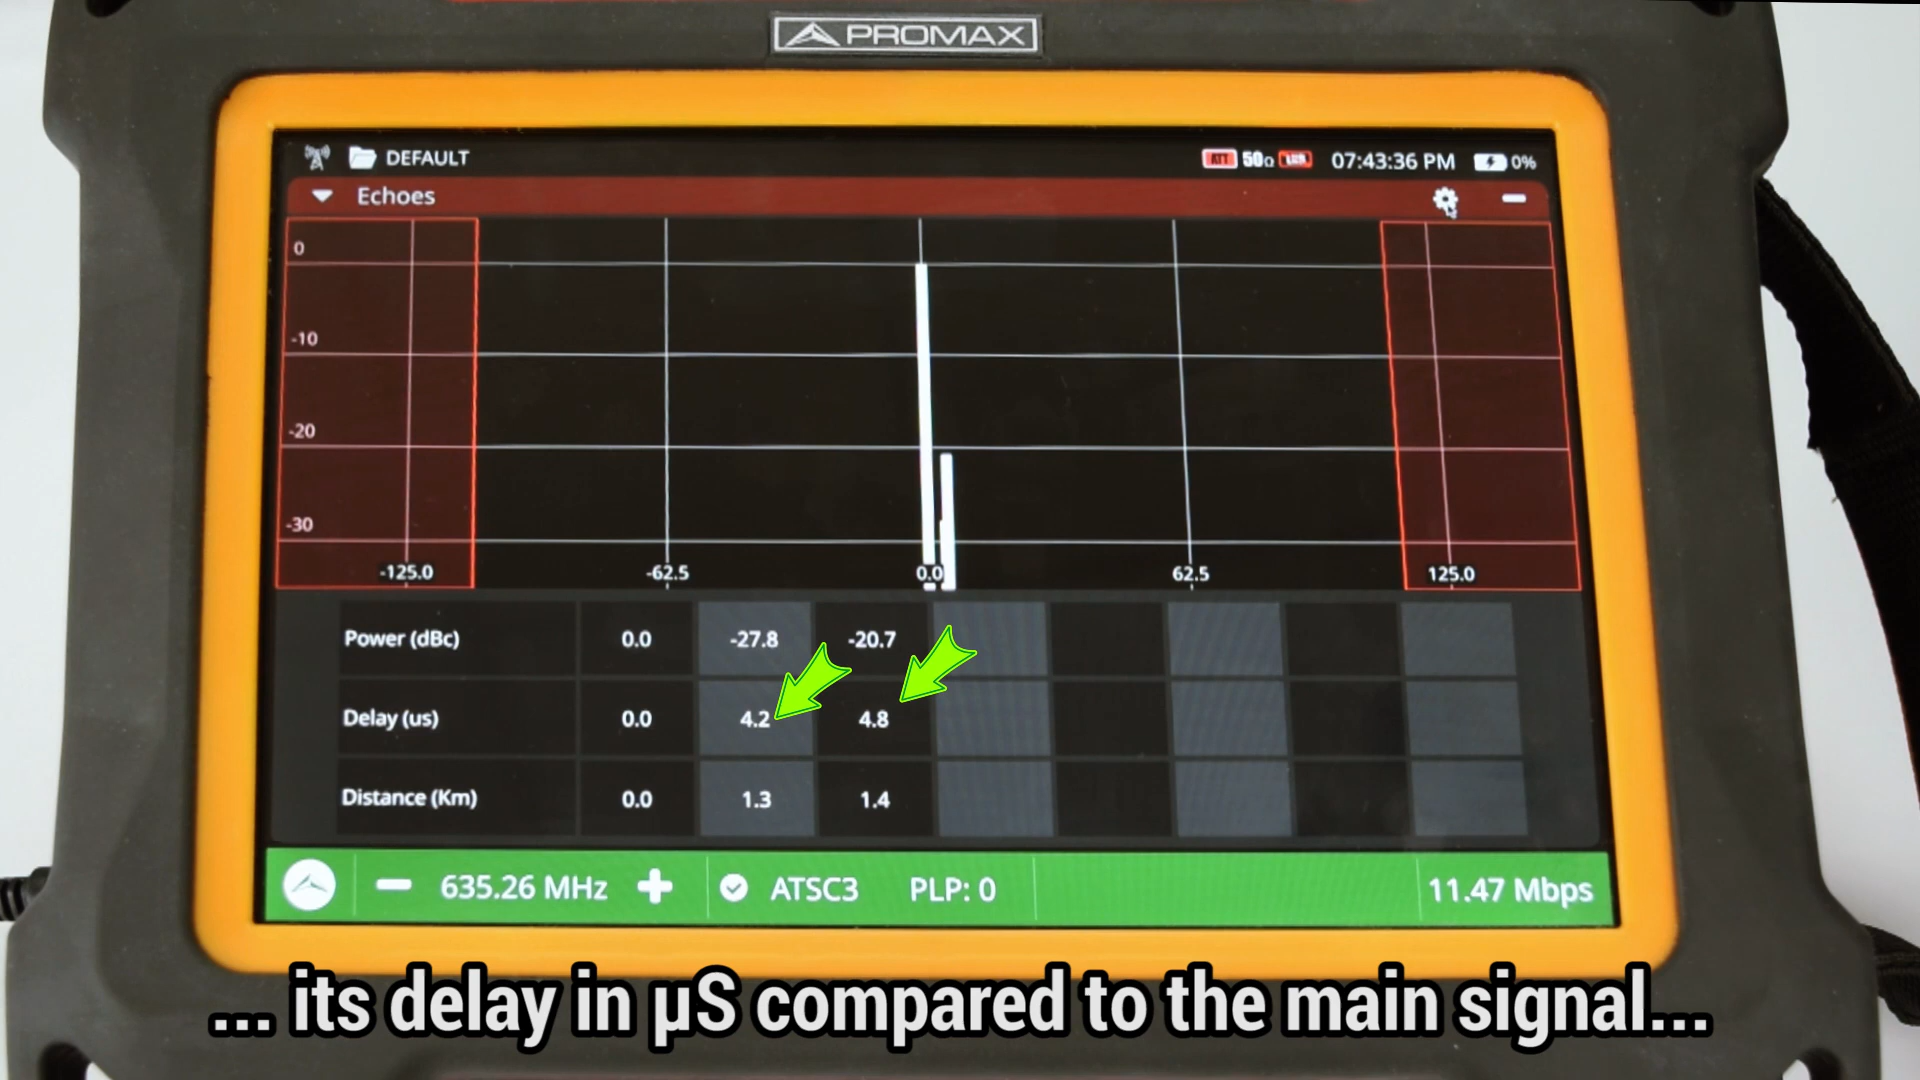 PROMAX
DEFAULT
ATT 50Ω 07:43:36 PM 0%
Echoes
0
-10
-20
-30
-125.0 -62.5 0.0 62.5 125.0
Power (dBc) 0.0 -27.8 -20.7
Delay (us) 0.0 4.2 4.8
Distance (Km) 0.0 1.3 1.4
635.26 MHz ATSC3 PLP: 0 11.47 Mbps
... its delay in µS compared to the main signal...